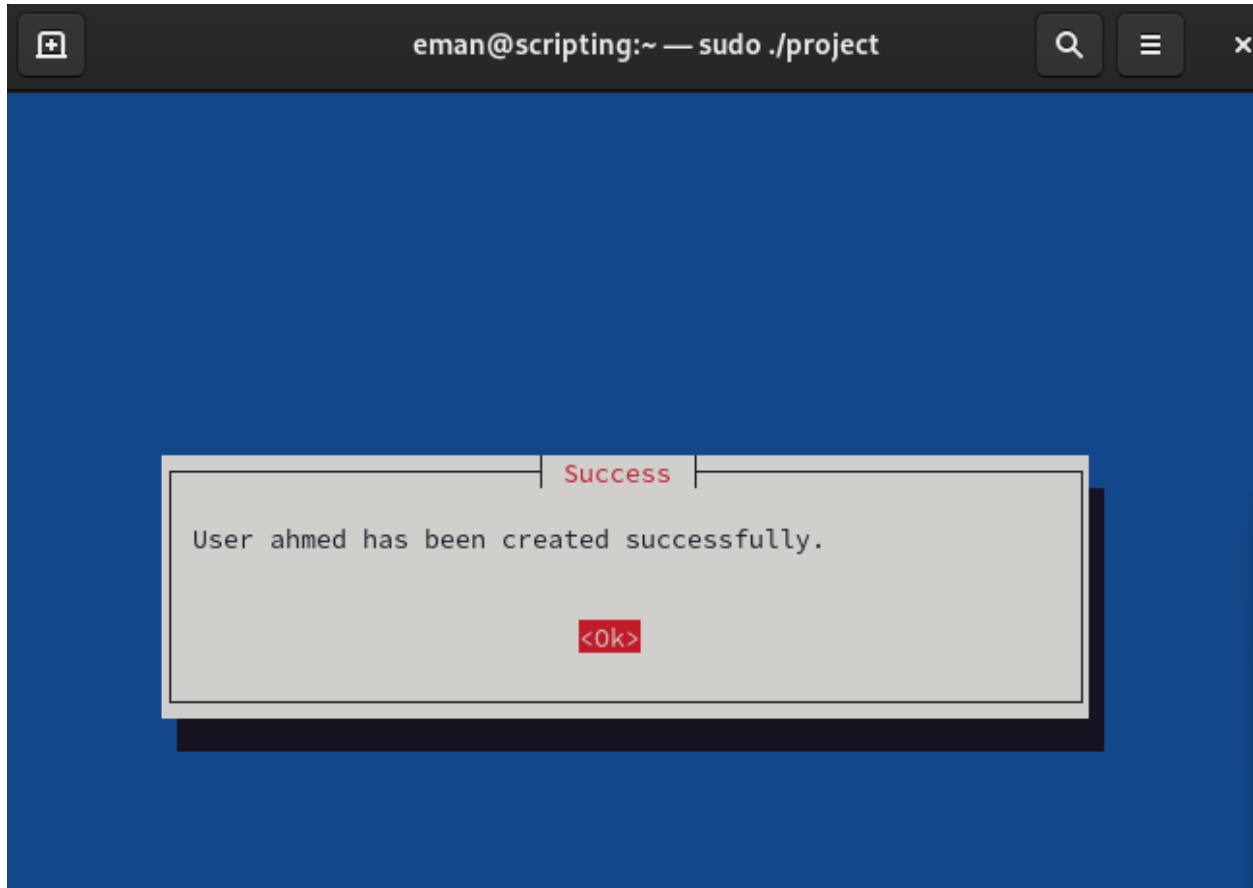 eman@scripting:~ — sudo ./project
Success
User ahmed has been created successfully.
<Ok>